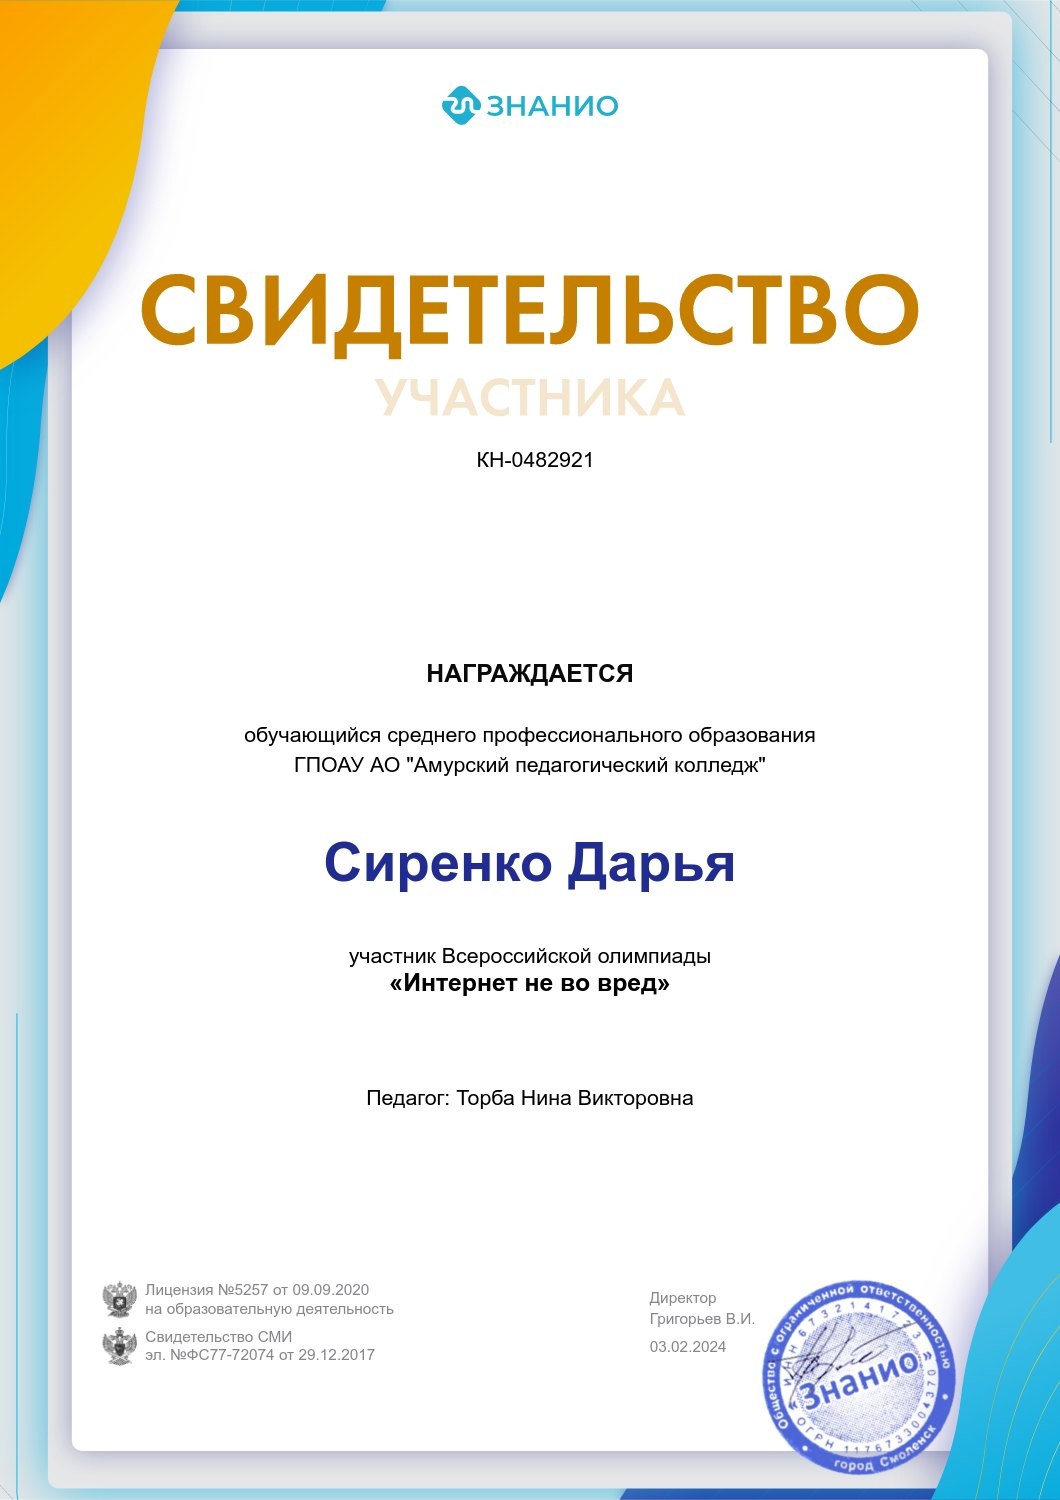 ЗНАНИО
СВИДЕТЕЛЬСТВО
УЧАСТНИКА
КН-0482921
НАГРАЖДАЕТСЯ
обучающийся среднего профессионального образования
ГПОАУ АО "Амурский педагогический колледж"
Сиренко Дарья
участник Всероссийской олимпиады
«Интернет не во вред»
Педагог: Торба Нина Викторовна
Лицензия №5257 от 09.09.2020
на образовательную деятельность
Свидетельство СМИ
эл. №ФС77-72074 от 29.12.2017
Директор
Григорьев В.И.
03.02.2024
Общество с ограниченной ответственностью
ИНН 6732141723
«Знанио»
ОГРН 1176733004370
город Смоленск